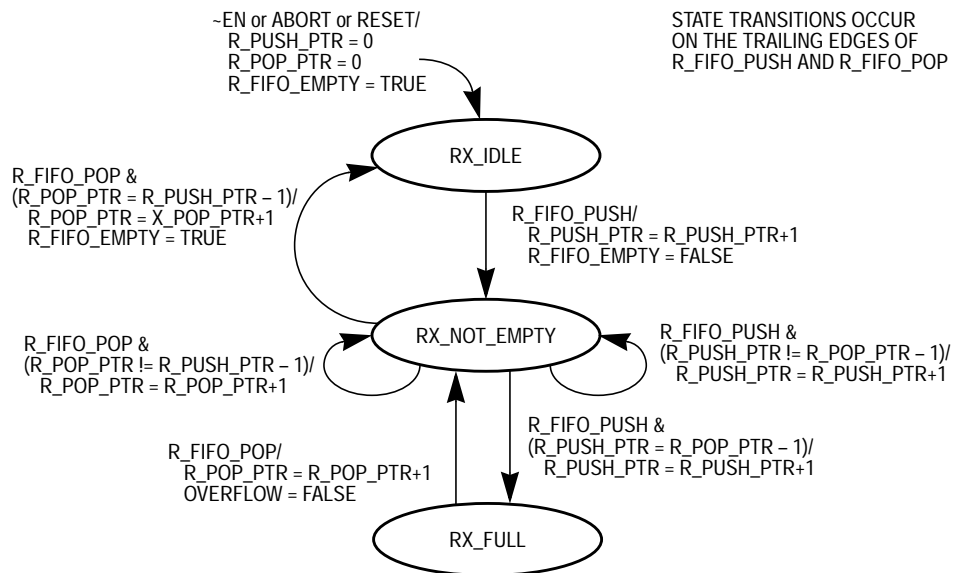 ~EN or ABORT or RESET/
R_PUSH_PTR = 0
R_POP_PTR = 0
R_FIFO_EMPTY = TRUE
STATE TRANSITIONS OCCUR
ON THE TRAILING EDGES OF
R_FIFO_PUSH AND R_FIFO_POP
RX_IDLE
R_FIFO_POP &
(R_POP_PTR = R_PUSH_PTR – 1)/
R_POP_PTR = X_POP_PTR+1
R_FIFO_EMPTY = TRUE
R_FIFO_PUSH/
R_PUSH_PTR = R_PUSH_PTR+1
R_FIFO_EMPTY = FALSE
RX_NOT_EMPTY
R_FIFO_POP &
(R_POP_PTR != R_PUSH_PTR – 1)/
R_POP_PTR = R_POP_PTR+1
R_FIFO_PUSH &
(R_PUSH_PTR != R_POP_PTR – 1)/
R_PUSH_PTR = R_PUSH_PTR+1
R_FIFO_POP/
R_POP_PTR = R_POP_PTR+1
OVERFLOW = FALSE
R_FIFO_PUSH &
(R_PUSH_PTR = R_POP_PTR – 1)/
R_PUSH_PTR = R_PUSH_PTR+1
RX_FULL